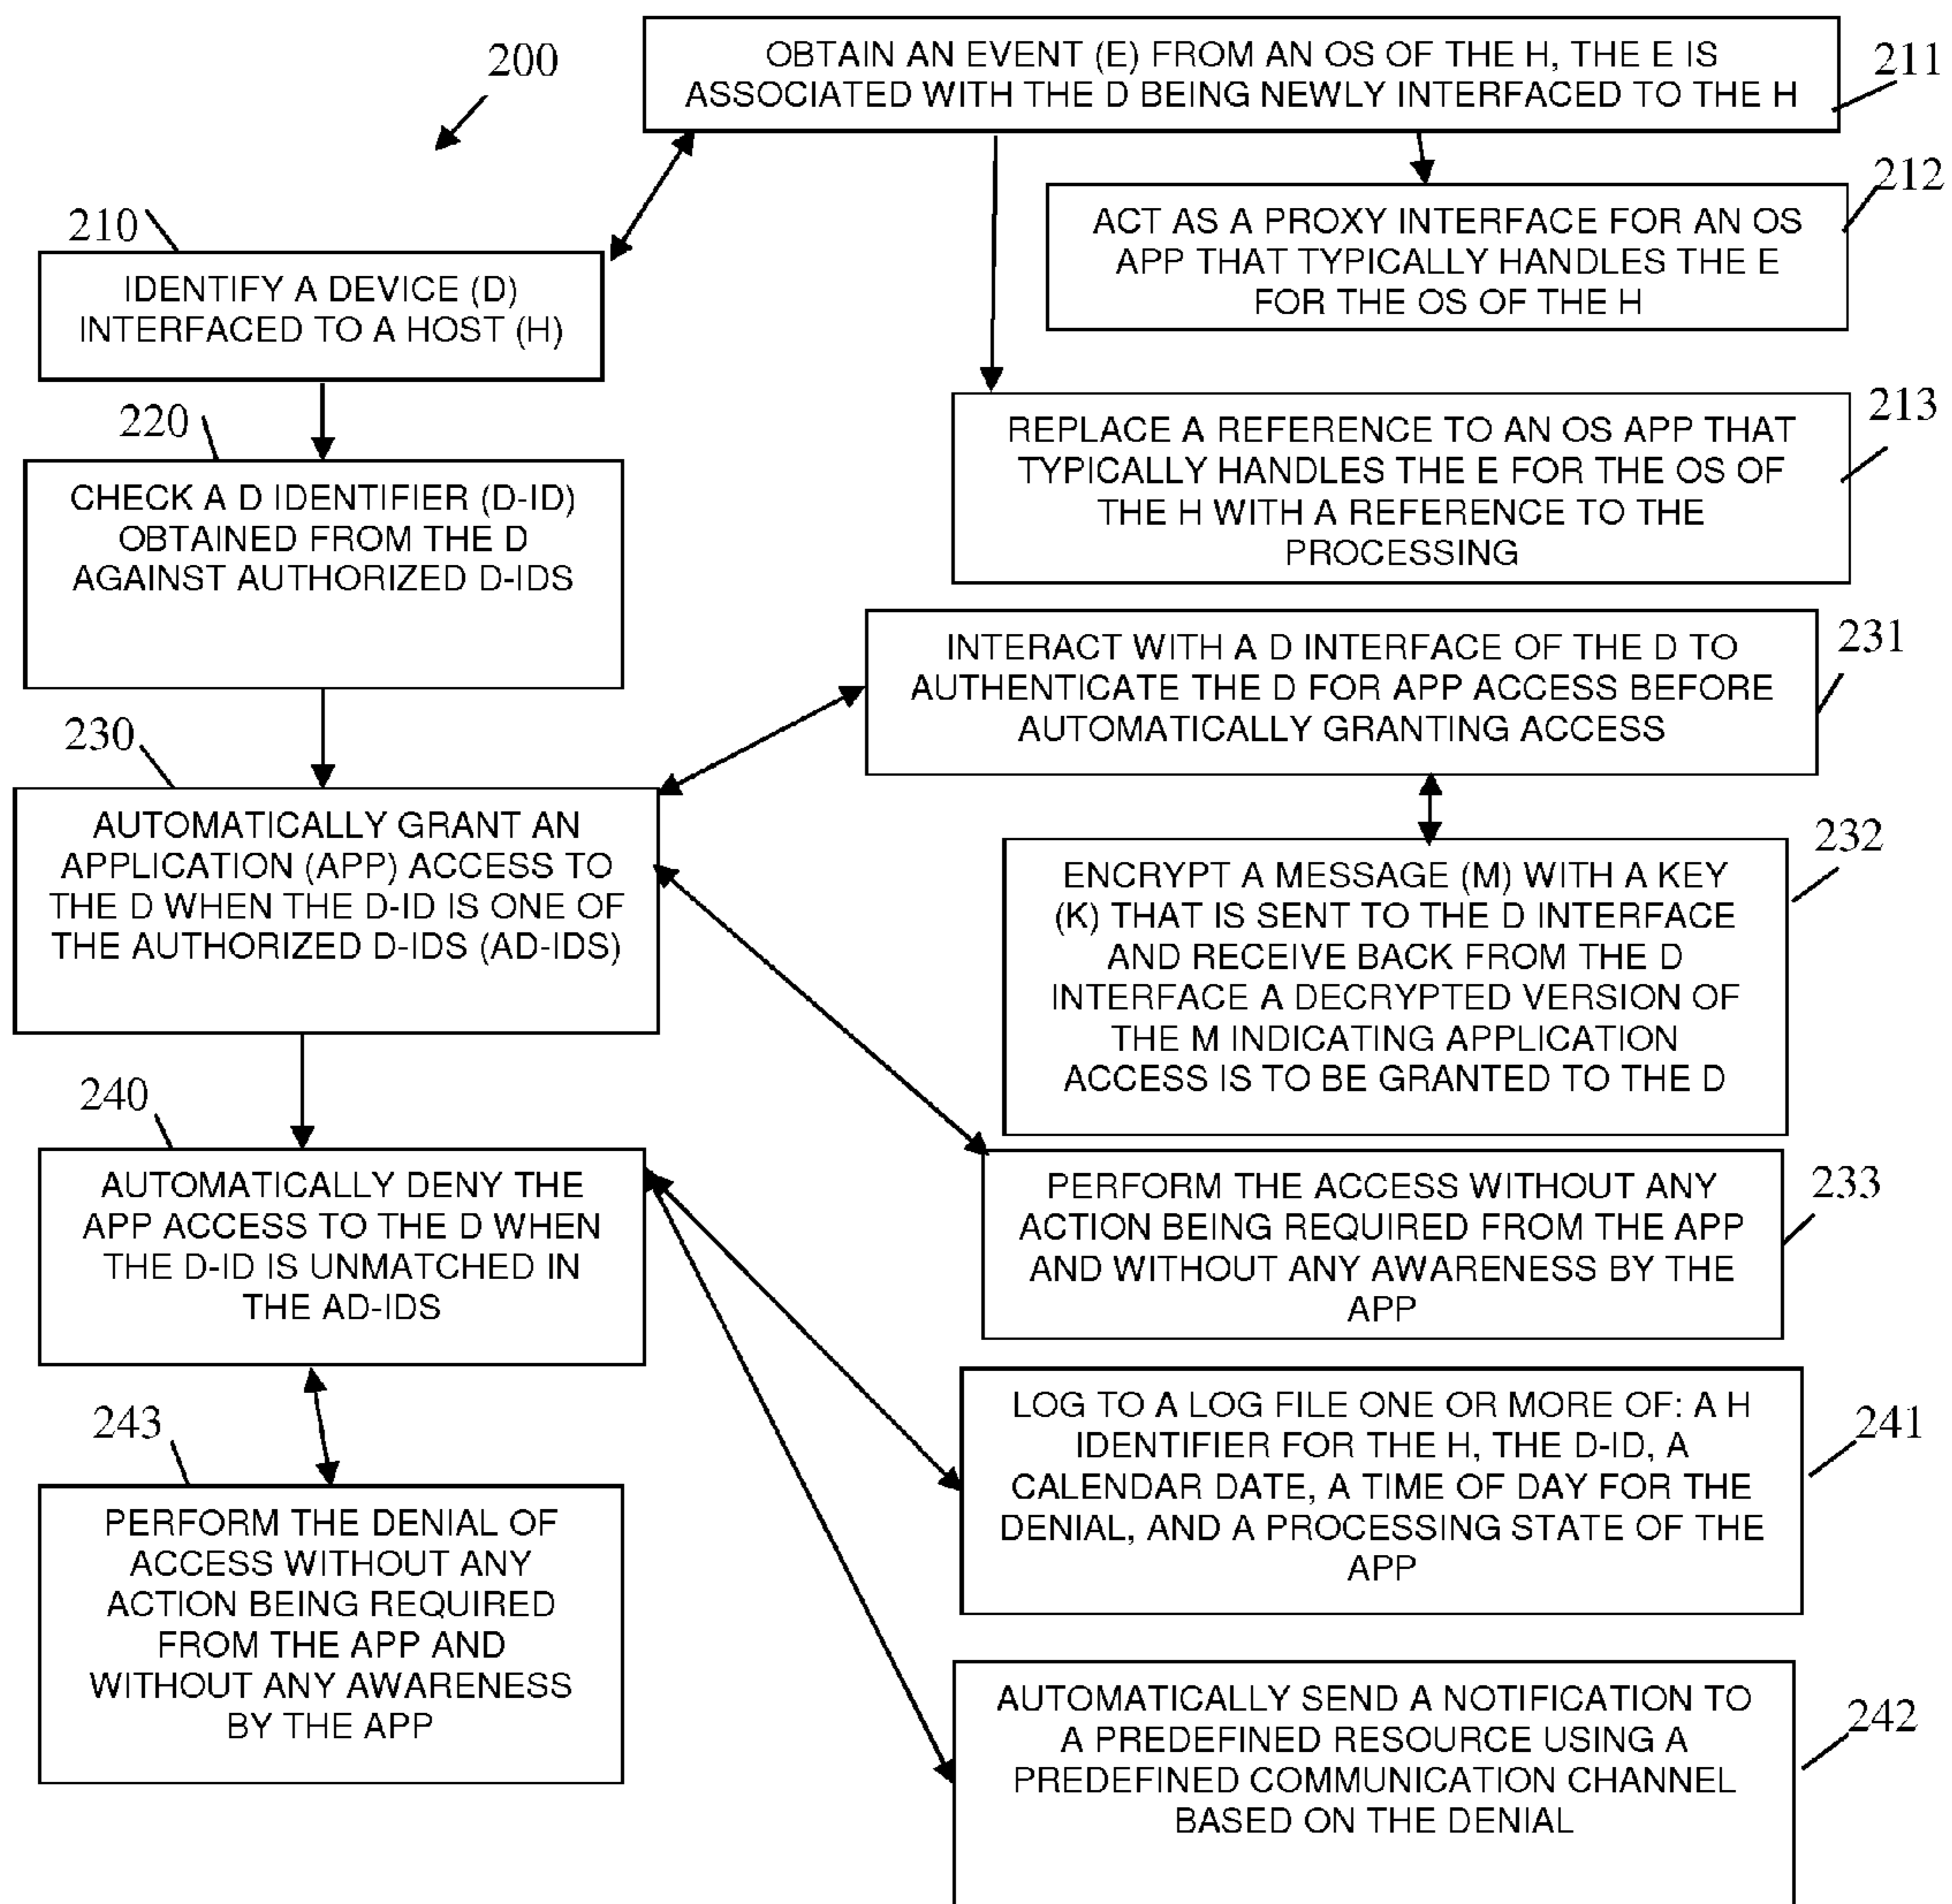 200
OBTAIN AN EVENT (E) FROM AN OS OF THE H, THE E IS
ASSOCIATED WITH THE D BEING NEWLY INTERFACED TO THE H
211
212
ACT AS A PROXY INTERFACE FOR AN OS
APP THAT TYPICALLY HANDLES THE E
FOR THE OS OF THE H
210
IDENTIFY A DEVICE (D)
INTERFACED TO A HOST (H)
213
REPLACE A REFERENCE TO AN OS APP THAT
TYPICALLY HANDLES THE E FOR THE OS OF
THE H WITH A REFERENCE TO THE
PROCESSING
220
CHECK A D IDENTIFIER (D-ID)
OBTAINED FROM THE D
AGAINST AUTHORIZED D-IDS
231
INTERACT WITH A D INTERFACE OF THE D TO
AUTHENTICATE THE D FOR APP ACCESS BEFORE
AUTOMATICALLY GRANTING ACCESS
230
AUTOMATICALLY GRANT AN
APPLICATION (APP) ACCESS TO
THE D WHEN THE D-ID IS ONE OF
THE AUTHORIZED D-IDS (AD-IDS)
232
ENCRYPT A MESSAGE (M) WITH A KEY
(K) THAT IS SENT TO THE D INTERFACE
AND RECEIVE BACK FROM THE D
INTERFACE A DECRYPTED VERSION OF
THE M INDICATING APPLICATION
ACCESS IS TO BE GRANTED TO THE D
240
AUTOMATICALLY DENY THE
APP ACCESS TO THE D WHEN
THE D-ID IS UNMATCHED IN
THE AD-IDS
233
PERFORM THE ACCESS WITHOUT ANY
ACTION BEING REQUIRED FROM THE APP
AND WITHOUT ANY AWARENESS BY THE
APP
241
LOG TO A LOG FILE ONE OR MORE OF: A H
IDENTIFIER FOR THE H, THE D-ID, A
CALENDAR DATE, A TIME OF DAY FOR THE
DENIAL, AND A PROCESSING STATE OF THE
APP
243
PERFORM THE DENIAL OF
ACCESS WITHOUT ANY
ACTION BEING REQUIRED
FROM THE APP AND
WITHOUT ANY AWARENESS
BY THE APP
242
AUTOMATICALLY SEND A NOTIFICATION TO
A PREDEFINED RESOURCE USING A
PREDEFINED COMMUNICATION CHANNEL
BASED ON THE DENIAL